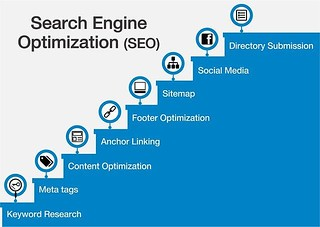 Search Engine
Optimization (SEO)
Directory Submission
Social Media
Sitemap
Footer Optimization
Anchor Linking
Content Optimization
Meta tags
Keyword Research